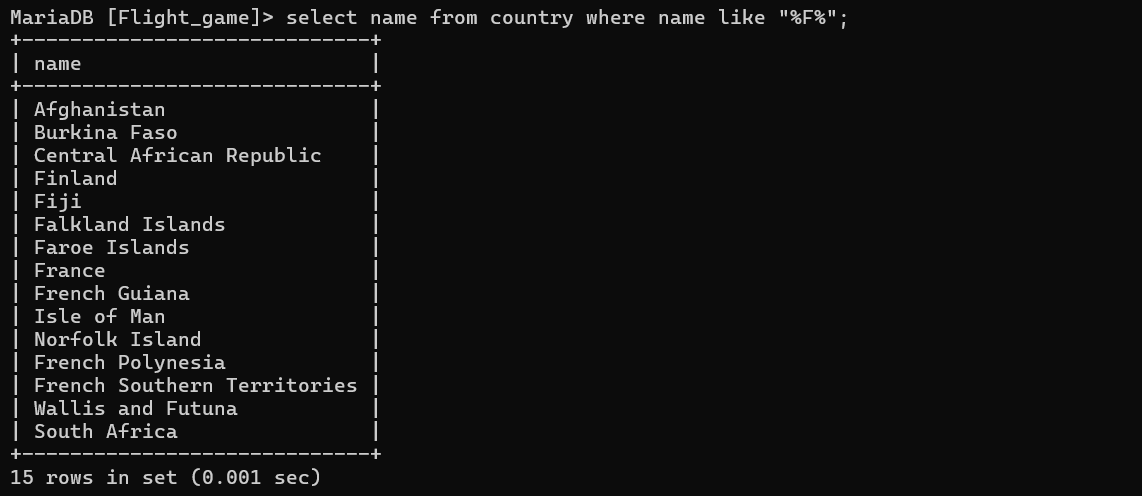 MariaDB [Flight_game]> select name from country where name like "%F%";
+-----------------------------+
| name                        |
+-----------------------------+
| Afghanistan                 |
| Burkina Faso                |
| Central African Republic    |
| Finland                     |
| Fiji                        |
| Falkland Islands            |
| Faroe Islands               |
| France                      |
| French Guiana               |
| Isle of Man                 |
| Norfolk Island              |
| French Polynesia            |
| French Southern Territories |
| Wallis and Futuna           |
| South Africa                |
+-----------------------------+
15 rows in set (0.001 sec)